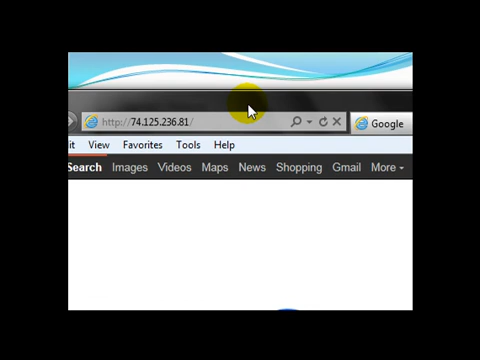 http://74.125.236.81/
Google
it View Favorites Tools Help
Search Images Videos Maps News Shopping Gmail More